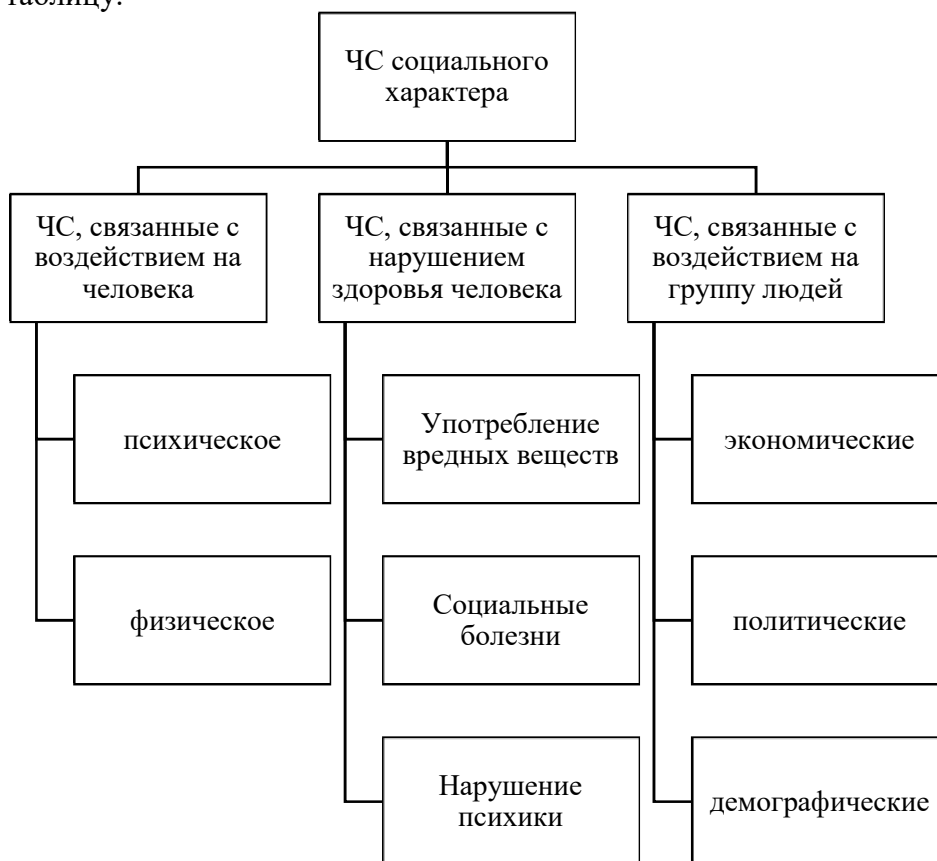 таблицу.
ЧС социального
характера
ЧС, связанные с
воздействием на
человека
ЧС, связанные с
нарушением
здоровья человека
ЧС, связанные с
воздействием на
группу людей
психическое
Употребление
вредных веществ
экономические
физическое
Социальные
болезни
политические
Нарушение
психики
демографические